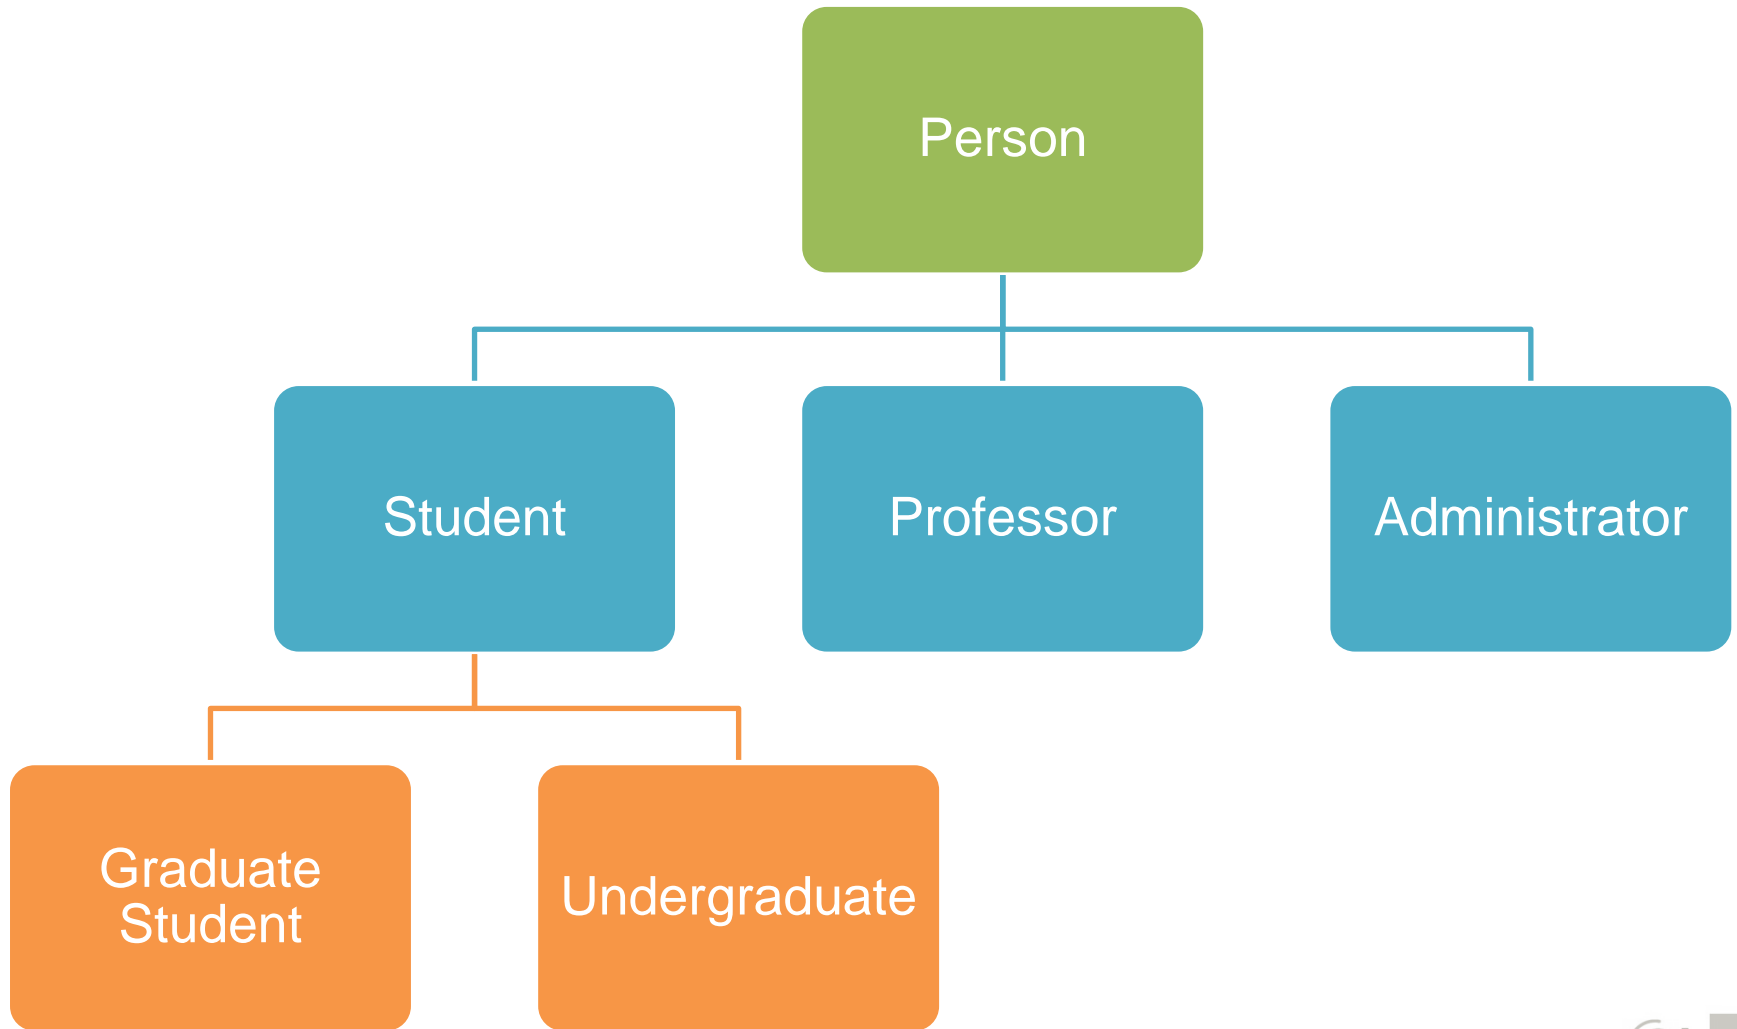 Person
Student
Professor
Administrator
Graduate
Student
Undergraduate